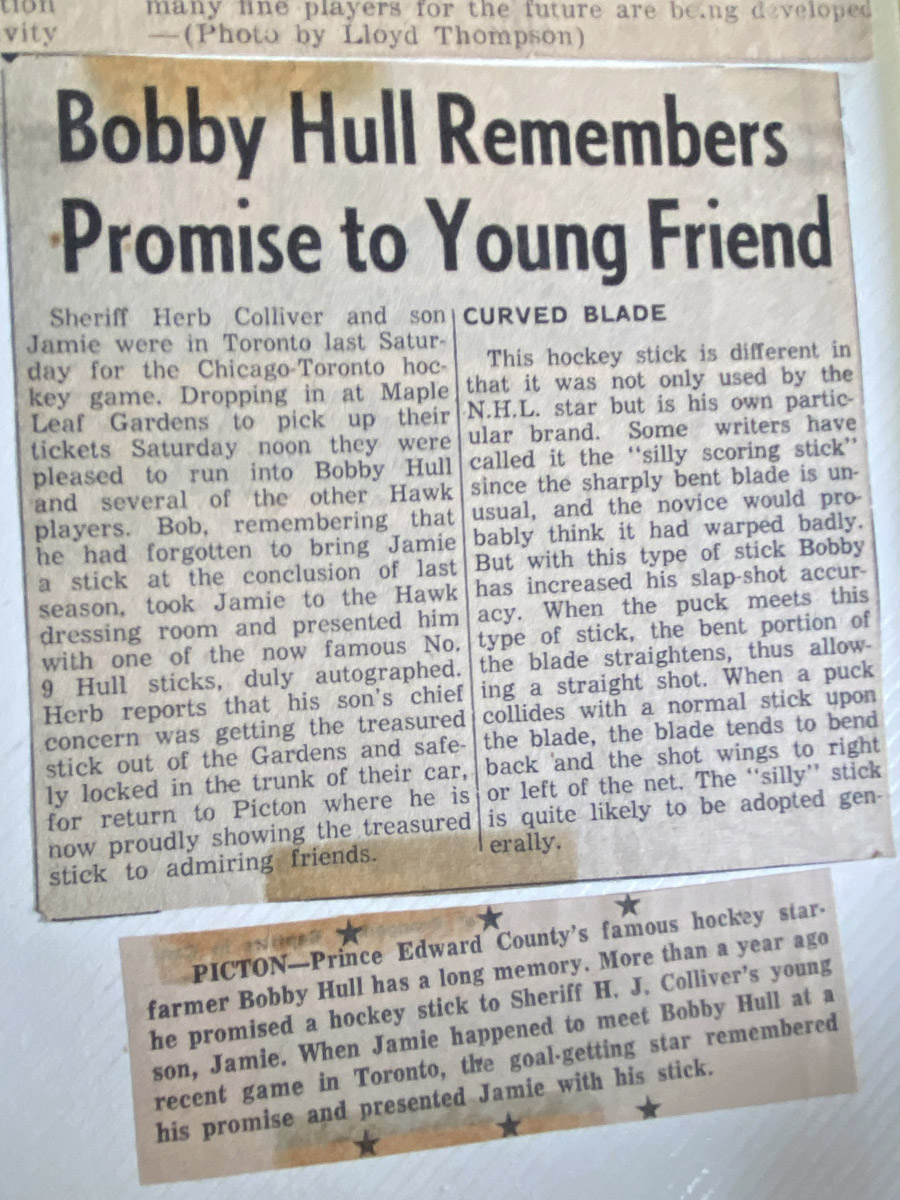 tion
vity
many fine players for the future are being developed
—(Photo by Lloyd Thompson)
Bobby Hull Remembers
Promise to Young Friend
Sheriff Herb Colliver and son
Jamie were in Toronto last Satur-
day for the Chicago-Toronto hoc-
key game. Dropping in at Maple
Leaf Gardens to pick up their
tickets Saturday noon they were
pleased to run into Bobby Hull
and several of the other Hawk
players. Bob, remembering that
he had forgotten to bring Jamie
a stick at the conclusion of last
season, took Jamie to the Hawk
dressing room and presented him
with one of the now famous No.
9 Hull sticks, duly autographed.
Herb reports that his son's chief
concern was getting the treasured
stick out of the Gardens and safe-
ly locked in the trunk of their car,
for return to Picton where he is
now proudly showing the treasured
stick to admiring friends.
CURVED BLADE
This hockey stick is different in
that it was not only used by the
N.H.L. star but is his own partic-
ular brand. Some writers have
called it the "silly scoring stick"
since the sharply bent blade is un-
usual, and the novice would pro-
bably think it had warped badly.
But with this type of stick Bobby
has increased his slap-shot accur-
acy. When the puck meets this
type of stick, the bent portion of
the blade straightens, thus allow-
ing a straight shot. When a puck
collides with a normal stick upon
the blade, the blade tends to bend
back and the shot wings to right
or left of the net. The "silly" stick
is quite likely to be adopted gen-
erally.
PICTON—Prince Edward County's famous hockey star-
farmer Bobby Hull has a long memory. More than a year ago
he promised a hockey stick to Sheriff H. J. Colliver's young
son, Jamie. When Jamie happened to meet Bobby Hull at a
recent game in Toronto, the goal-getting star remembered
his promise and presented Jamie with his stick.